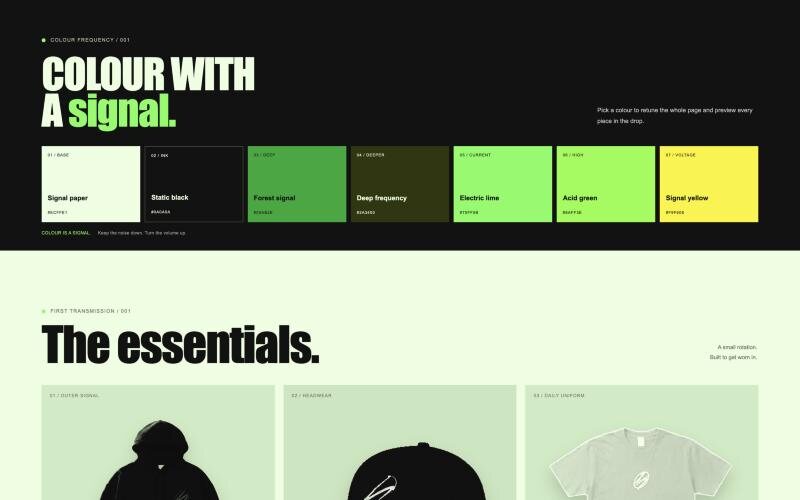 COLOUR FREQUENCY / 001
COLOUR WITH
A signal.
Pick a colour to retune the whole page and preview every
piece in the drop.
01 / BASE
Signal paper
02 / INK
Static black
#0A0A0A
03 / DEEP
Forest signal
04 / DEEPER
Deep frequency
05 / CURRENT
Electric lime
06 / HIGH
Acid green
07 / VOLTAGE
Signal yellow
COLOUR IS A SIGNAL.
Keep the noise down. Turn the volume up.
FIRST TRANSMISSION / 001
The essentials.
A small rotation.
Built to get worn in.
01 / OUTER SIGNAL
02 / HEADWEAR
03 / DAILY UNIFORM